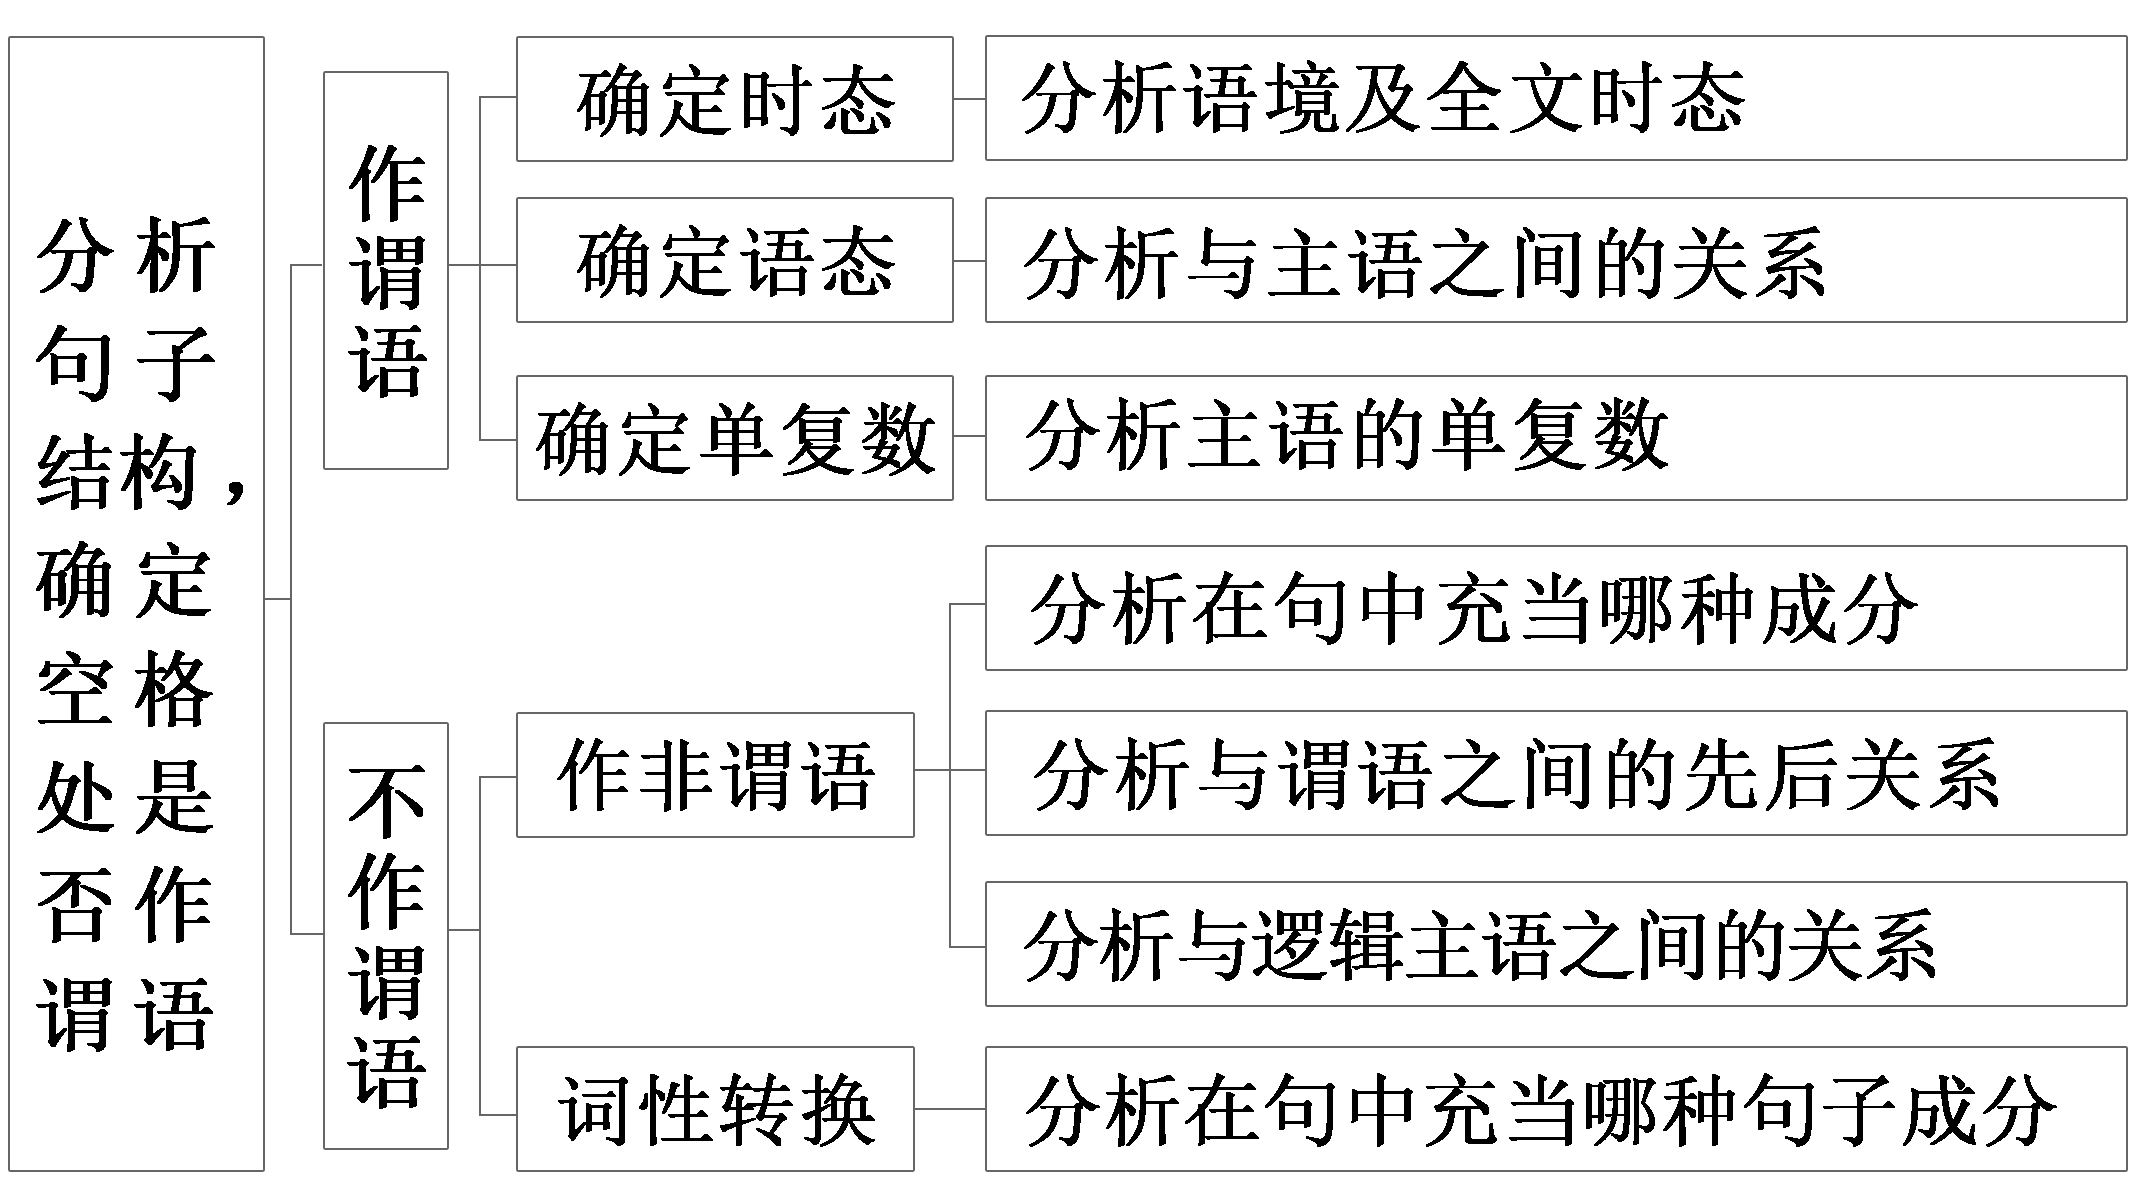 分析
句子
结构，
确定
空格
处是
否作
谓语
作谓语
确定时态
分析语境及全文时态
确定语态
分析与主语之间的关系
确定单复数
分析主语的单复数
不作谓语
作非谓语
分析在句中充当哪种成分
分析与谓语之间的先后关系
分析与逻辑主语之间的关系
词性转换
分析在句中充当哪种句子成分